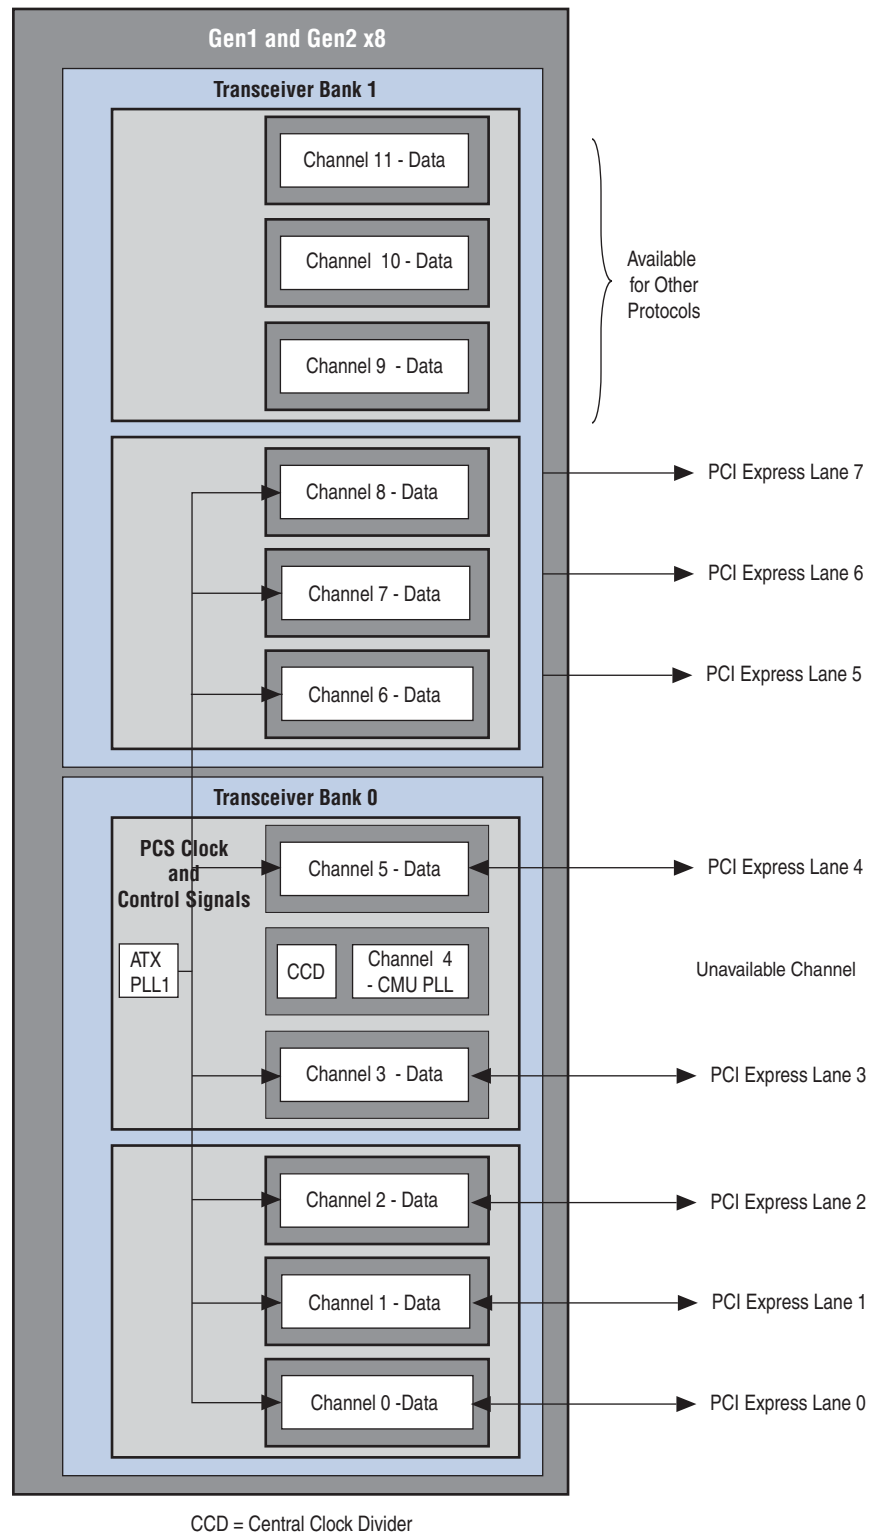 Gen1 and Gen2 x8
Transceiver Bank 1
Channel 11 - Data
Channel 10 - Data
Available
for Other
Protocols
Channel 9 - Data
Channel 8 - Data
PCI Express Lane 7
Channel 7 - Data
PCI Express Lane 6
Channel 6 - Data
PCI Express Lane 5
Transceiver Bank 0
PCS Clock
and
Control Signals
Channel 5 - Data
PCI Express Lane 4
ATX
PLL1
CCD
Channel 4
- CMU PLL
Unavailable Channel
Channel 3 - Data
PCI Express Lane 3
Channel 2 - Data
PCI Express Lane 2
Channel 1 - Data
PCI Express Lane 1
Channel 0 -Data
PCI Express Lane 0
CCD = Central Clock Divider